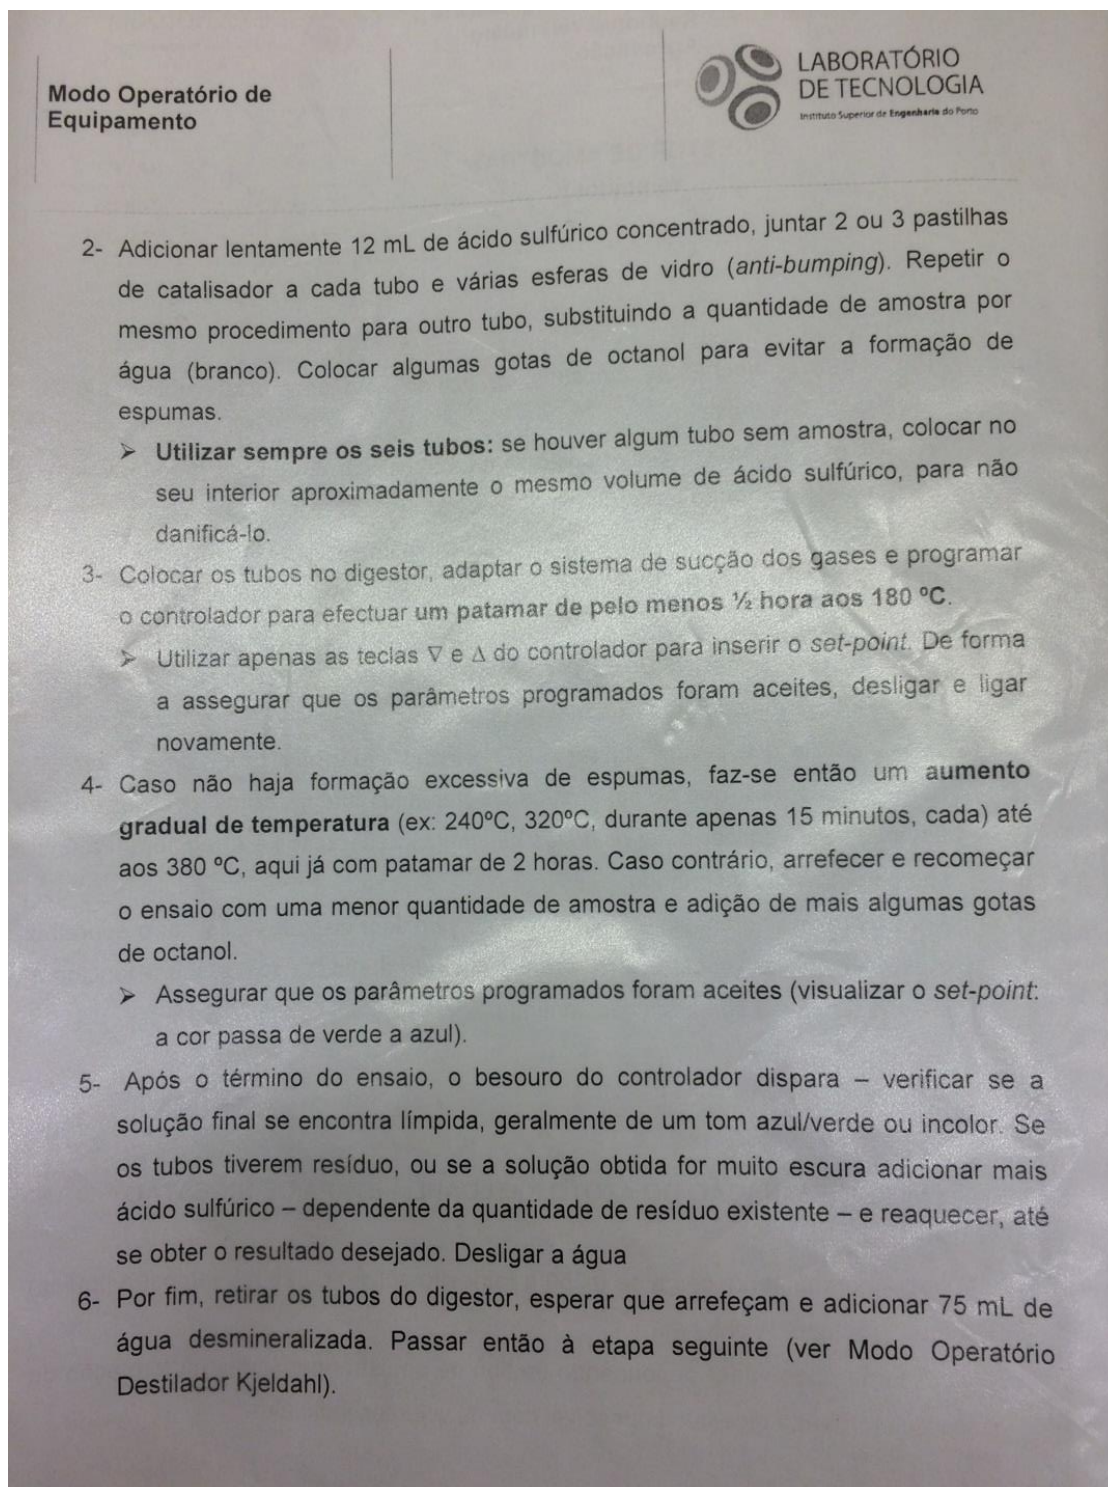 Modo Operatório de
Equipamento
LABORATÓRIO
DE TECNOLOGIA
Instituto Superior de Engenharia do Porto
2- Adicionar lentamente 12 mL de ácido sulfúrico concentrado, juntar 2 ou 3 pastilhas
de catalisador a cada tubo e várias esferas de vidro (anti-bumping). Repetir o
mesmo procedimento para outro tubo, substituindo a quantidade de amostra por
água (branco). Colocar algumas gotas de octanol para evitar a formação de
espumas.
➢ Utilizar sempre os seis tubos: se houver algum tubo sem amostra, colocar no
seu interior aproximadamente o mesmo volume de ácido sulfúrico, para não
danificá-lo.
3- Colocar os tubos no digestor, adaptar o sistema de sucção dos gases e programar
o controlador para efectuar um patamar de pelo menos ½ hora aos 180 ºC.
➢ Utilizar apenas as teclas ∇ e Δ do controlador para inserir o set-point. De forma
a assegurar que os parâmetros programados foram aceites, desligar e ligar
novamente.
4- Caso não haja formação excessiva de espumas, faz-se então um aumento
gradual de temperatura (ex: 240ºC, 320ºC, durante apenas 15 minutos, cada) até
aos 380 ºC, aqui já com patamar de 2 horas. Caso contrário, arrefecer e recomeçar
o ensaio com uma menor quantidade de amostra e adição de mais algumas gotas
de octanol.
➢ Assegurar que os parâmetros programados foram aceites (visualizar o set-point:
a cor passa de verde a azul).
5- Após o término do ensaio, o besouro do controlador dispara – verificar se a
solução final se encontra límpida, geralmente de um tom azul/verde ou incolor. Se
os tubos tiverem resíduo, ou se a solução obtida for muito escura adicionar mais
ácido sulfúrico – dependente da quantidade de resíduo existente – e reaquecer, até
se obter o resultado desejado. Desligar a água
6- Por fim, retirar os tubos do digestor, esperar que arrefeçam e adicionar 75 mL de
água desmineralizada. Passar então à etapa seguinte (ver Modo Operatório
Destilador Kjeldahl).